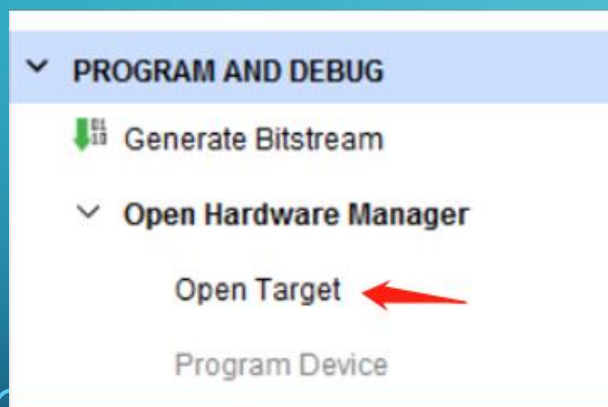 PROGRAM AND DEBUG
Generate Bitstream
Open Hardware Manager
Open Target
Program Device